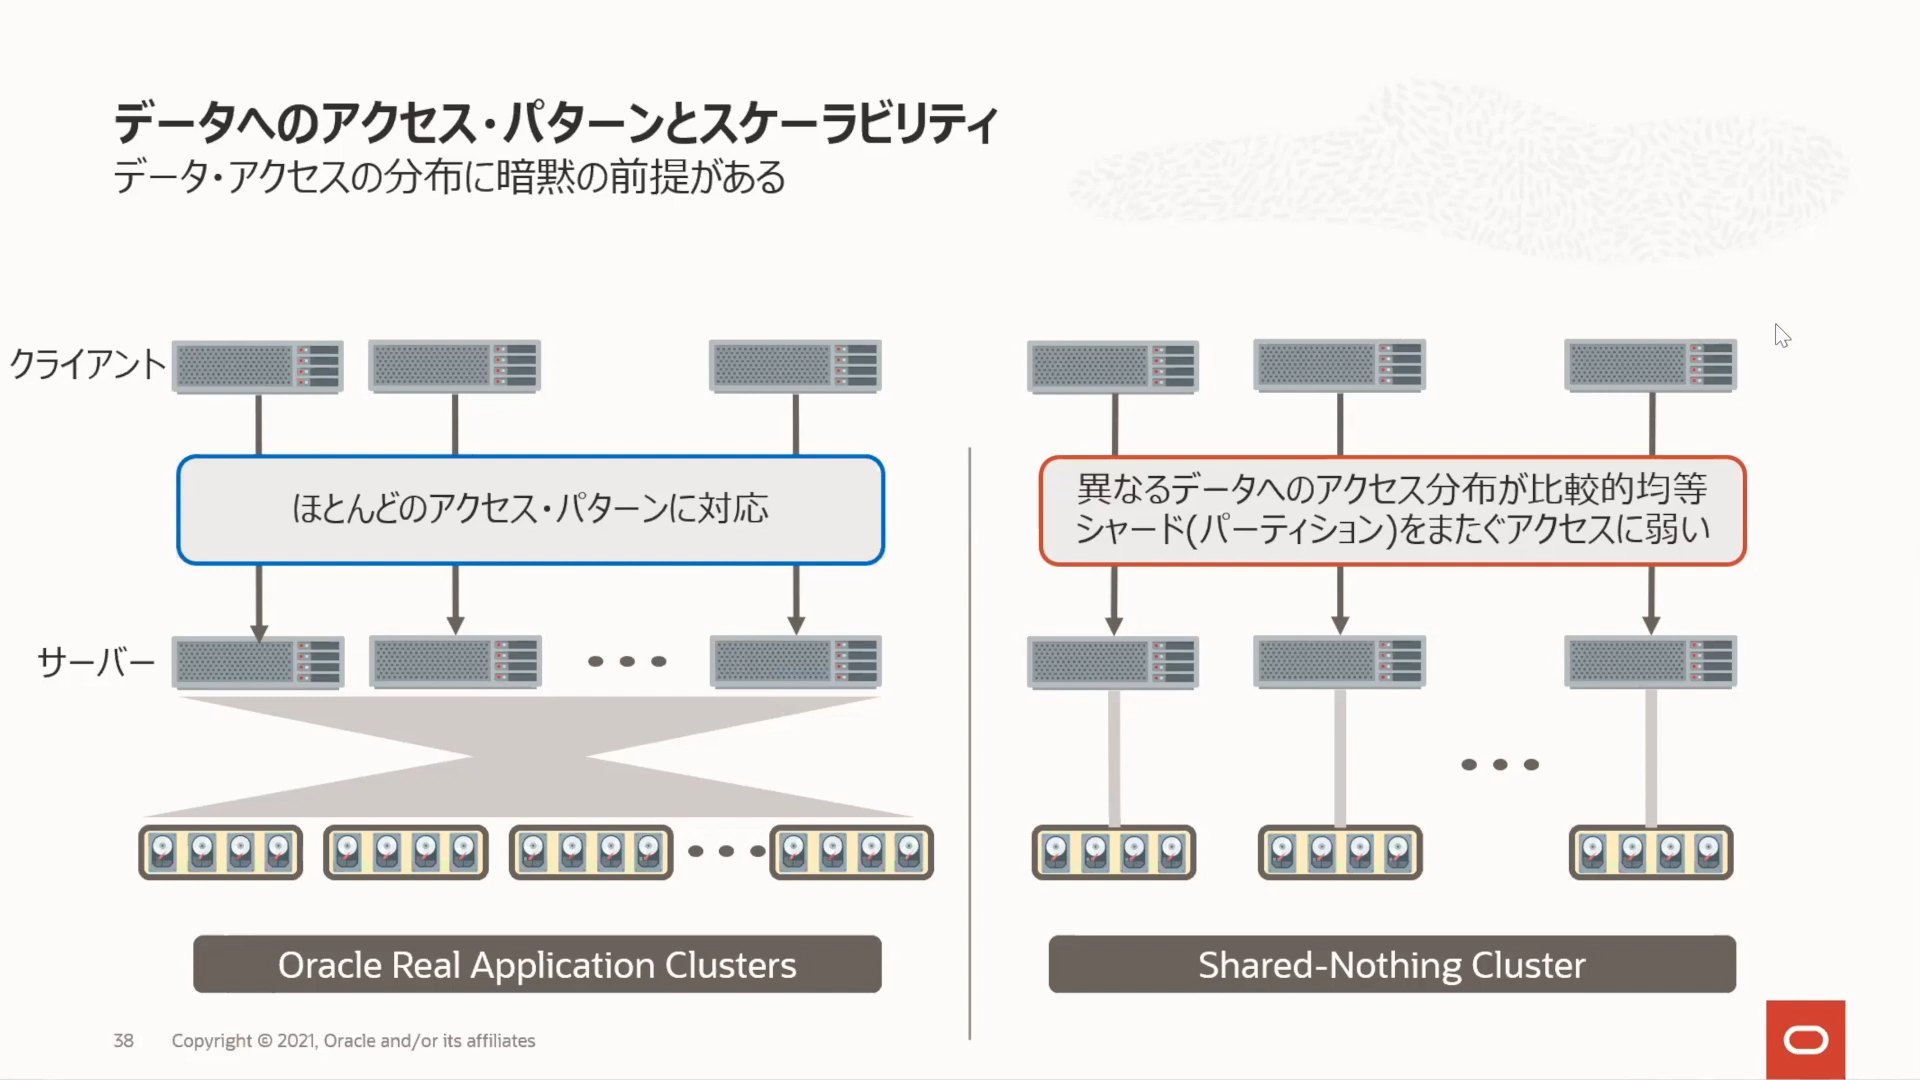 データへのアクセス・パターンとスケーラビリティ
データ・アクセスの分布に暗黙の前提がある
クライアント
ほとんどのアクセス・パターンに対応
異なるデータへのアクセス分布が比較的均等
シャード(パーティション)をまたぐアクセスに弱い
サーバー
Oracle Real Application Clusters
Shared-Nothing Cluster
38 Copyright © 2021, Oracle and/or its affiliates